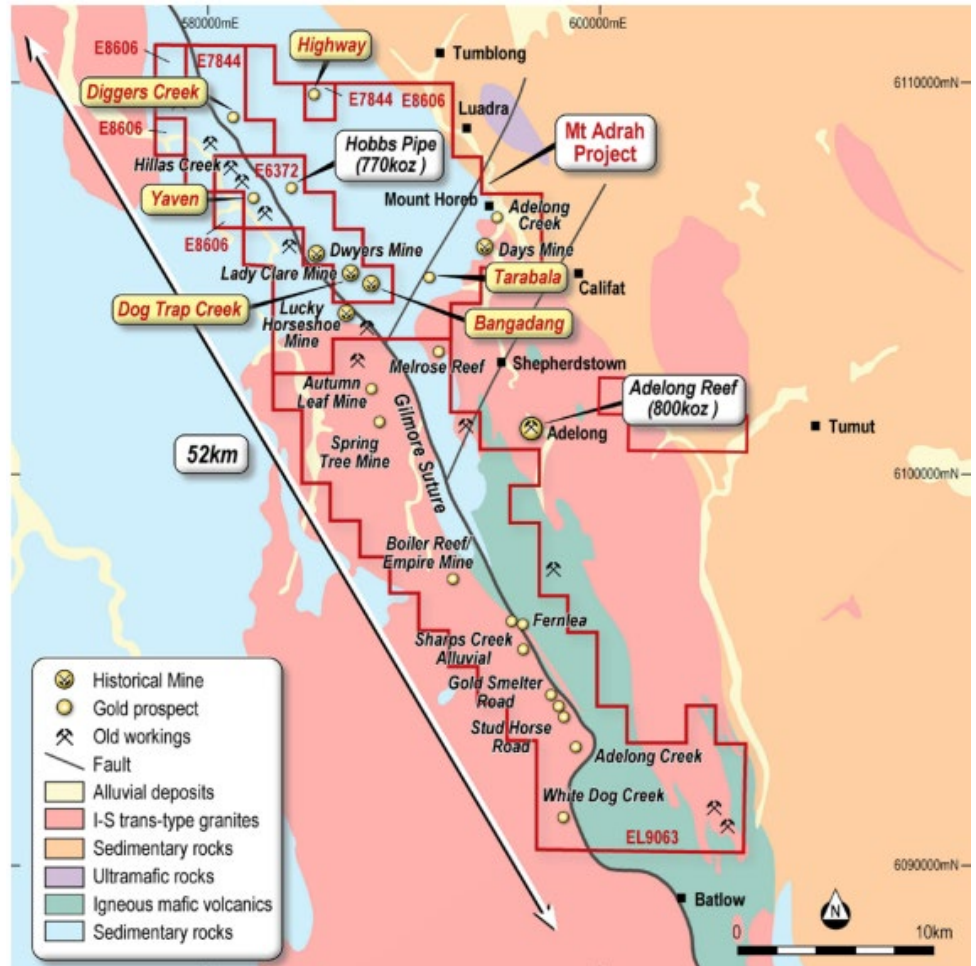 580000mE
600000mE
E8606
E7844
Highway
Tumblong
E7844
E8606
6110000mN
Diggers Creek
Luadra
E8606
Hobbs Pipe
(770koz )
Mt Adrah
Project
Hillas Creek
E6372
Yaven
Mount Horeb
Adelong
Creek
E8606
Dwyers Mine
Days Mine
Lady Clare Mine
Tarabala
Califat
Dog Trap Creek
Lucky
Horseshoe
Mine
Bangadang
Melrose Reef
Shepherdstown
Autumn
Leaf Mine
Adelong Reef
(800koz )
Gilmore Suture
Adelong
Tumut
52km
Spring
Tree Mine
6100000mN
Boiler Reef/
Empire Mine
Fernlea
Sharps Creek
Alluvial
Gold Smelter
Road
Stud Horse
Road
Adelong Creek
White Dog Creek
EL9063
6090000mN
Batlow
Historical Mine
Gold prospect
Old workings
Fault
Alluvial deposits
I-S trans-type granites
Sedimentary rocks
Ultramafic rocks
Igneous mafic volcanics
Sedimentary rocks
N
0
10km